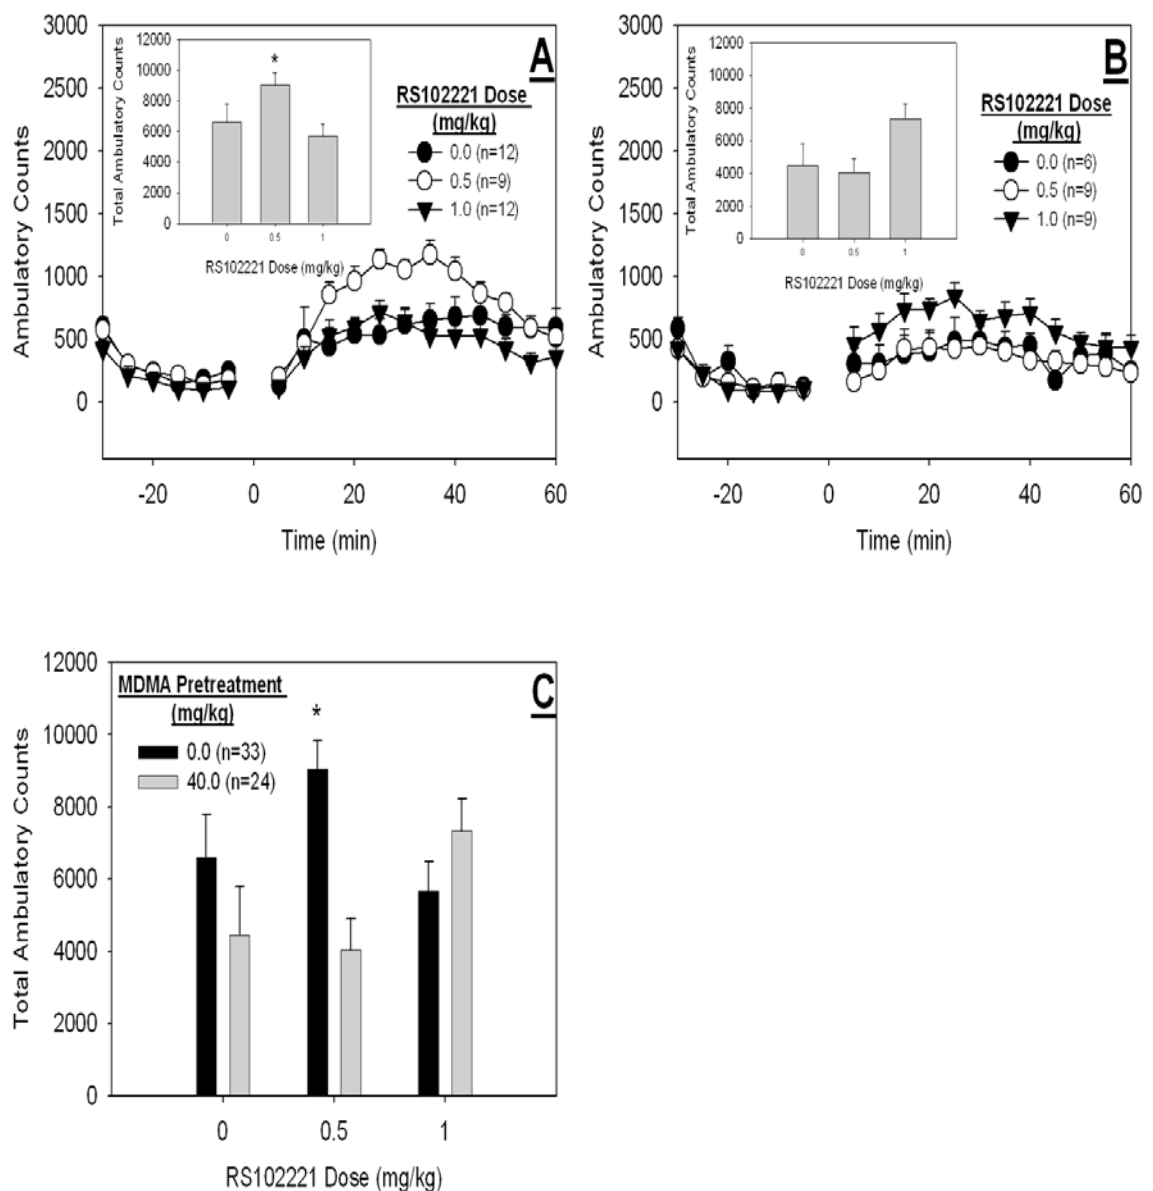 3000
2500
2000
1500
1000
500
0
Ambulatory Counts
-20 0 20 40 60
Time (min)
A
12000
10000
8000
6000
4000
2000
0
Total Ambulatory Counts
*
0 0.5 1
RS102221 Dose (mg/kg)
RS102221 Dose
(mg/kg)
0.0 (n=12)
0.5 (n=9)
1.0 (n=12)
3000
2500
2000
1500
1000
500
0
Ambulatory Counts
-20 0 20 40 60
Time (min)
B
12000
10000
8000
6000
4000
2000
0
Total Ambulatory Counts
0 0.5 1
RS102221 Dose (mg/kg)
RS102221 Dose
(mg/kg)
0.0 (n=6)
0.5 (n=9)
1.0 (n=9)
12000
10000
8000
6000
4000
2000
0
Total Ambulatory Counts
MDMA Pretreatment
(mg/kg)
0.0 (n=33)
40.0 (n=24)
*
C
0 0.5 1
RS102221 Dose (mg/kg)